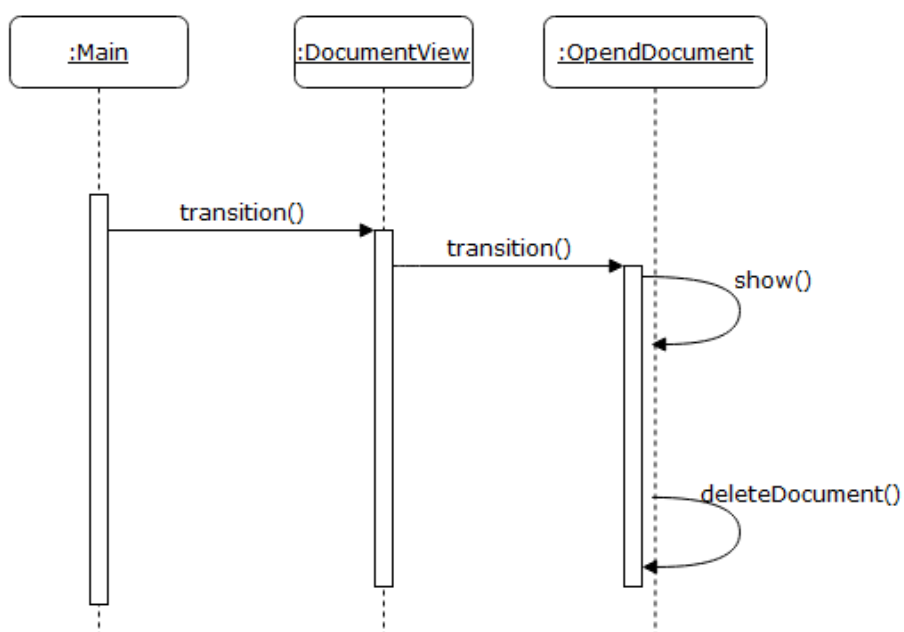 :Main
:DocumentView
:OpendDocument
transition()
transition()
show()
deleteDocument()